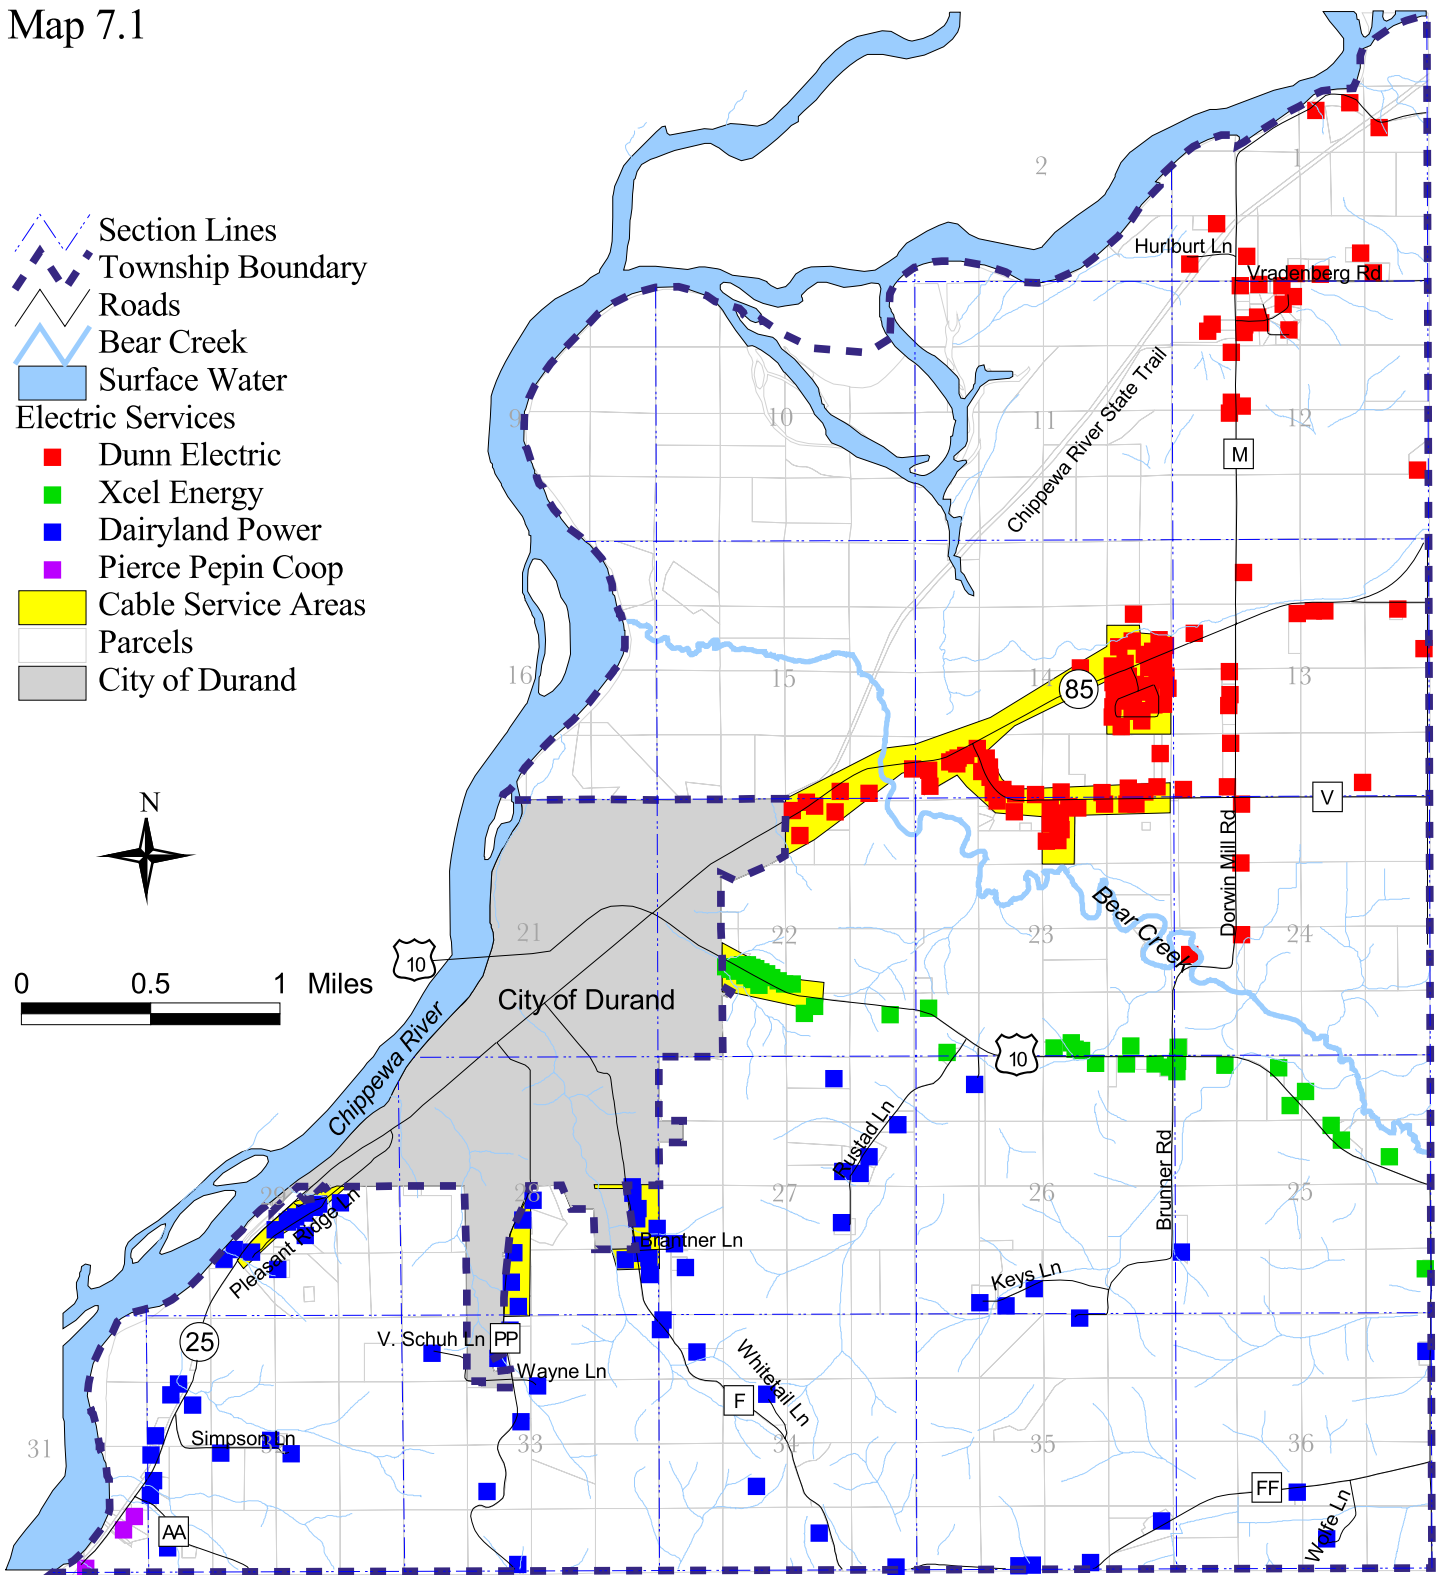 Map 7.1
Section Lines
Township Boundary
Roads
Bear Creek
Surface Water
Electric Services
Dunn Electric
Xcel Energy
Dairyland Power
Pierce Pepin Coop
Cable Service Areas
Parcels
City of Durand
N
0 0.5 1 Miles
2
1
Hurlburt Ln
Vradenberg Rd
Chippewa River State Trail
9
10
11
12
M
16
15
14
85
13
V
Dorwin Mill Rd
Bear Creek
21
22
23
24
10
City of Durand
Chippewa River
10
Rustad Ln
Brunner Rd
29
28
27
26
25
Pleasant Ridge Ln
Brantner Ln
Keys Ln
25
V. Schuh Ln
PP
Wayne Ln
Whitetail Ln
F
Simpson Ln
31
32
33
34
35
36
FF
Wolfe Ln
AA